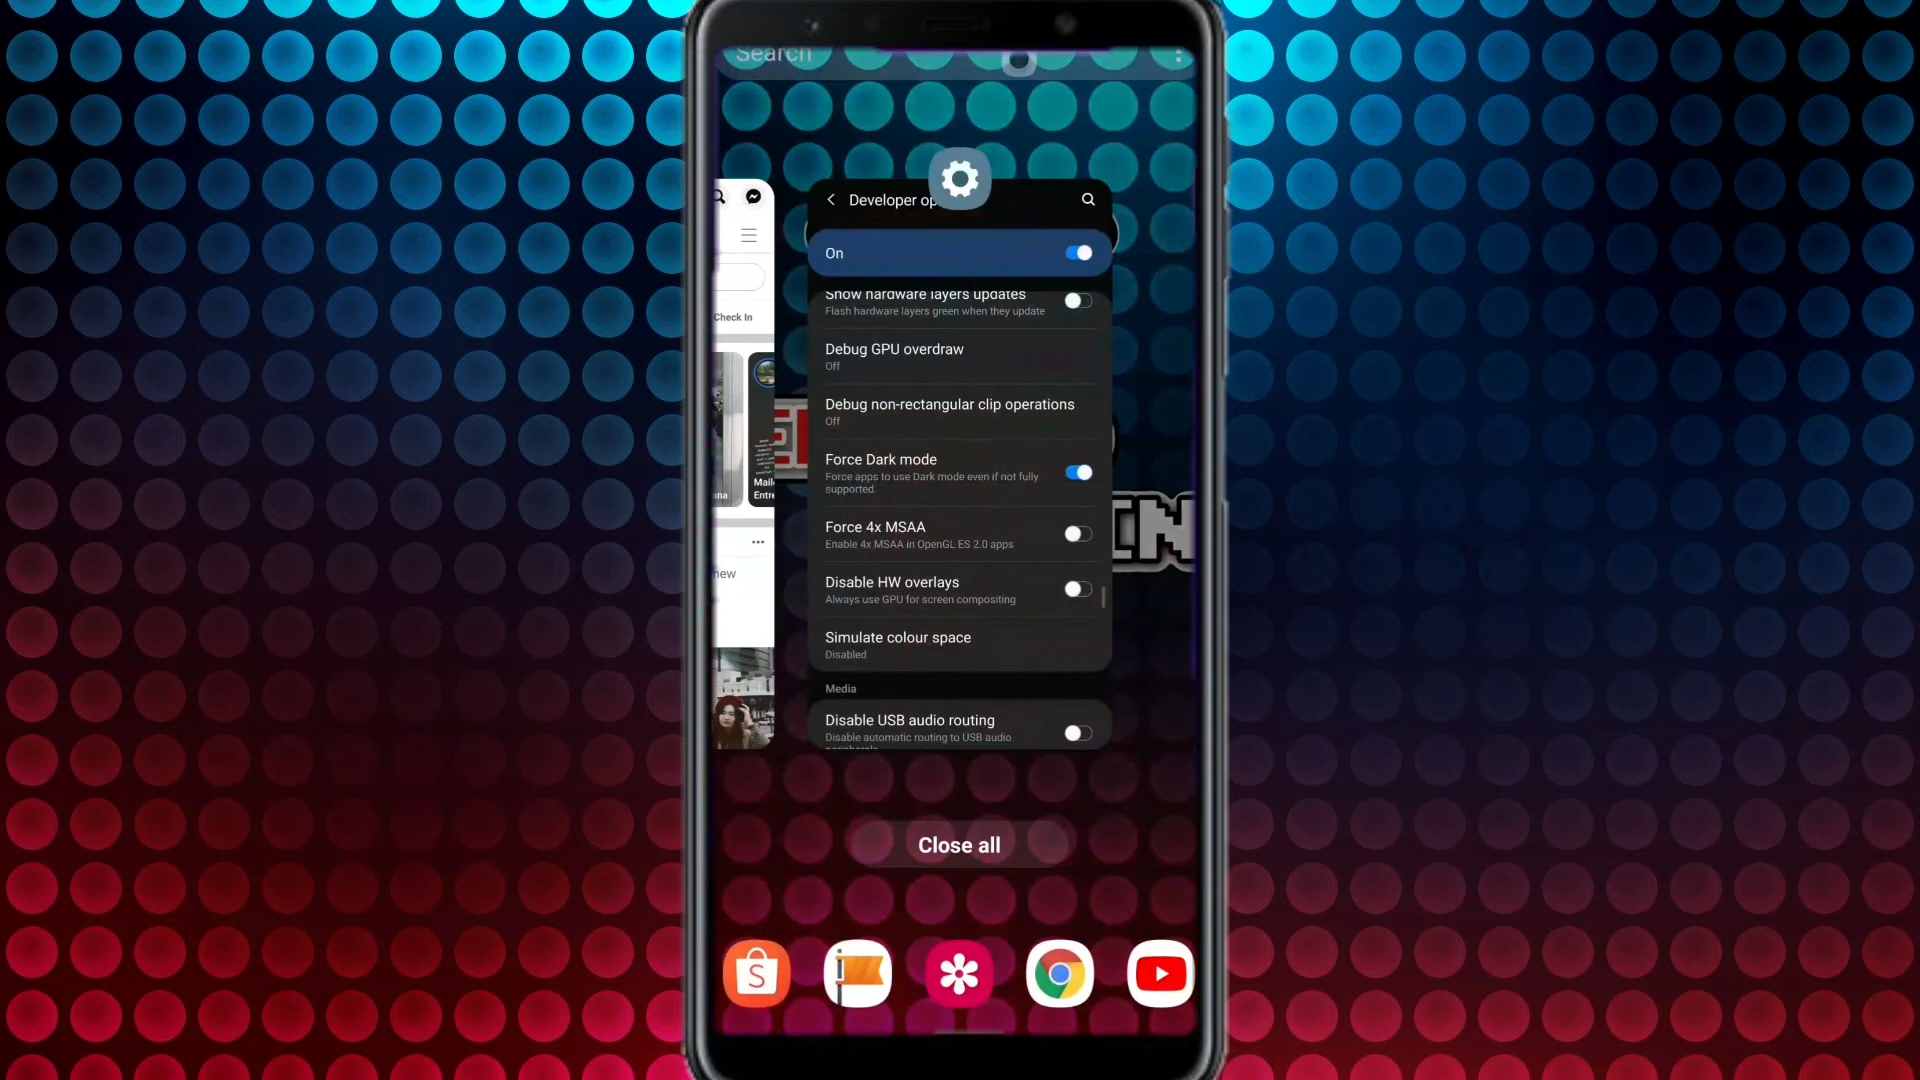 Search
Developer op
On
Show hardware layers updates
Flash hardware layers green when they update
Debug GPU overdraw
Off
Debug non-rectangular clip operations
Off
Force Dark mode
Force apps to use Dark mode even if not fully
supported.
Force 4x MSAA
Enable 4x MSAA in OpenGL ES 2.0 apps
Disable HW overlays
Always use GPU for screen compositing
Simulate colour space
Disabled
Media
Disable USB audio routing
Disable automatic routing to USB audio
peripherals
Check In
ana
Entre
new
IN
Close all
S